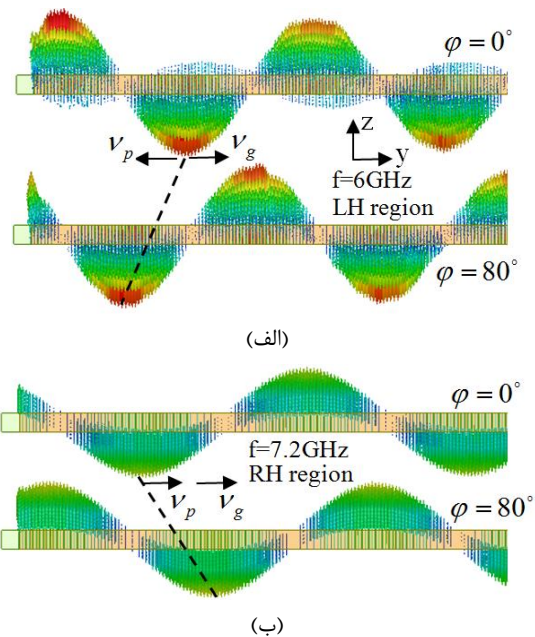 φ=0°
ν_p ν_g
z
y
f=6GHz
LH region
φ=80°
(الف)
φ=0°
f=7.2GHz
RH region
ν_p ν_g
φ=80°
(ب)